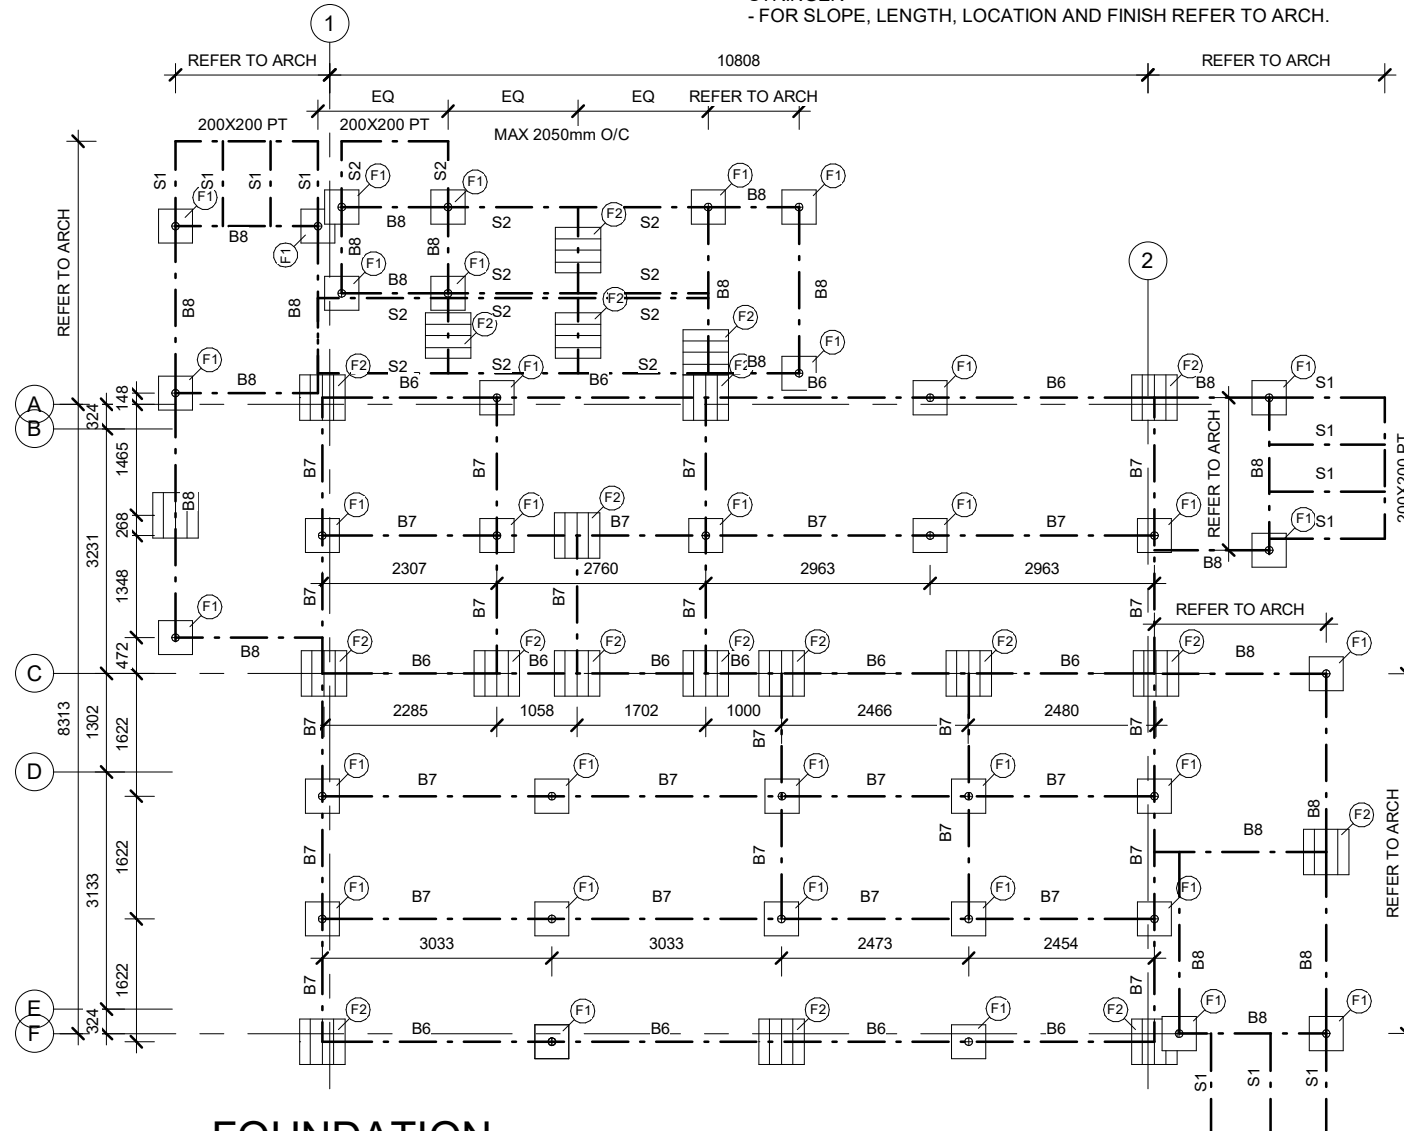 - FOR SLOPE, LENGTH, LOCATION AND FINISH REFER TO ARCH.
1
REFER TO ARCH
10808
REFER TO ARCH
EQ
EQ
EQ
REFER TO ARCH
200X200 PT
200X200 PT
MAX 2050mm O/C
S1
S1
S1
S1
S2
S2
F1
F1
F1
F1
F1
B8
B8
S2
F2
S2
B8
F1
B8
B8
REFER TO ARCH
2
F1
B8
F1
S2
S2
B8
B8
B8
B8
S2
S2
F2
S2
F2
F2
F1
F1
B8
F2
S2
S2
F1
B6
S2
F2
B8
B6
B6
F1
B6
F2
B8
F1
S1
A
148
324
B
1465
B7
B7
B7
B7
REFER TO ARCH
B8
S1
S1
S1
200X200 PT
B8
F1
F1
F2
F1
F1
F1
F1
B7
B7
B7
B7
268
3231
B8
2307
2760
2963
2963
1348
B7
B7
B7
B7
B7
REFER TO ARCH
F1
B8
472
C
F2
B6
F2
B6
F2
B6
F2
B6
F2
B6
F2
B6
F2
B8
F1
8313
1302
1622
B7
2285
1058
1702
1000
2466
2480
B7
B7
B7
D
F1
B7
F1
B7
F1
B7
F1
B7
F1
B8
F2
B8
REFER TO ARCH
1622
3133
B7
B7
B7
B7
F1
B7
F1
B7
F1
B7
F1
B7
F1
3033
3033
2473
2454
1622
B7
B7
B8
B8
E
324
F
F2
B6
F1
B6
F2
B6
F1
B6
F2
F1
B8
F1
S1
S1
S1